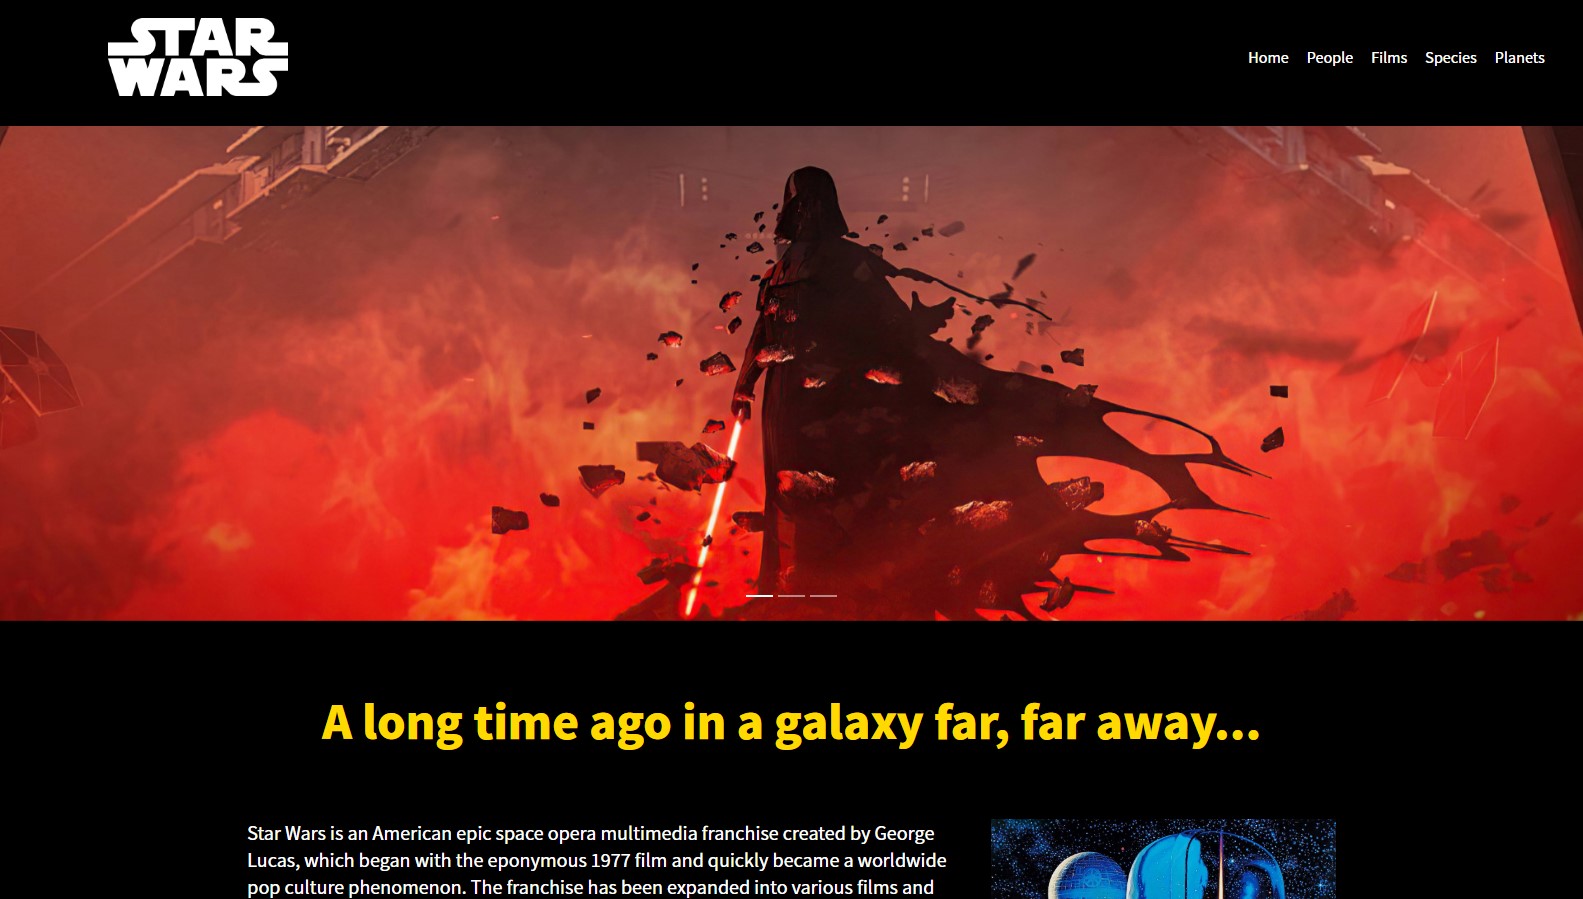 STAR
WARS
Home People Films Species Planets
A long time ago in a galaxy far, far away...
Star Wars is an American epic space opera multimedia franchise created by George
Lucas, which began with the eponymous 1977 film and quickly became a worldwide
pop culture phenomenon. The franchise has been expanded into various films and